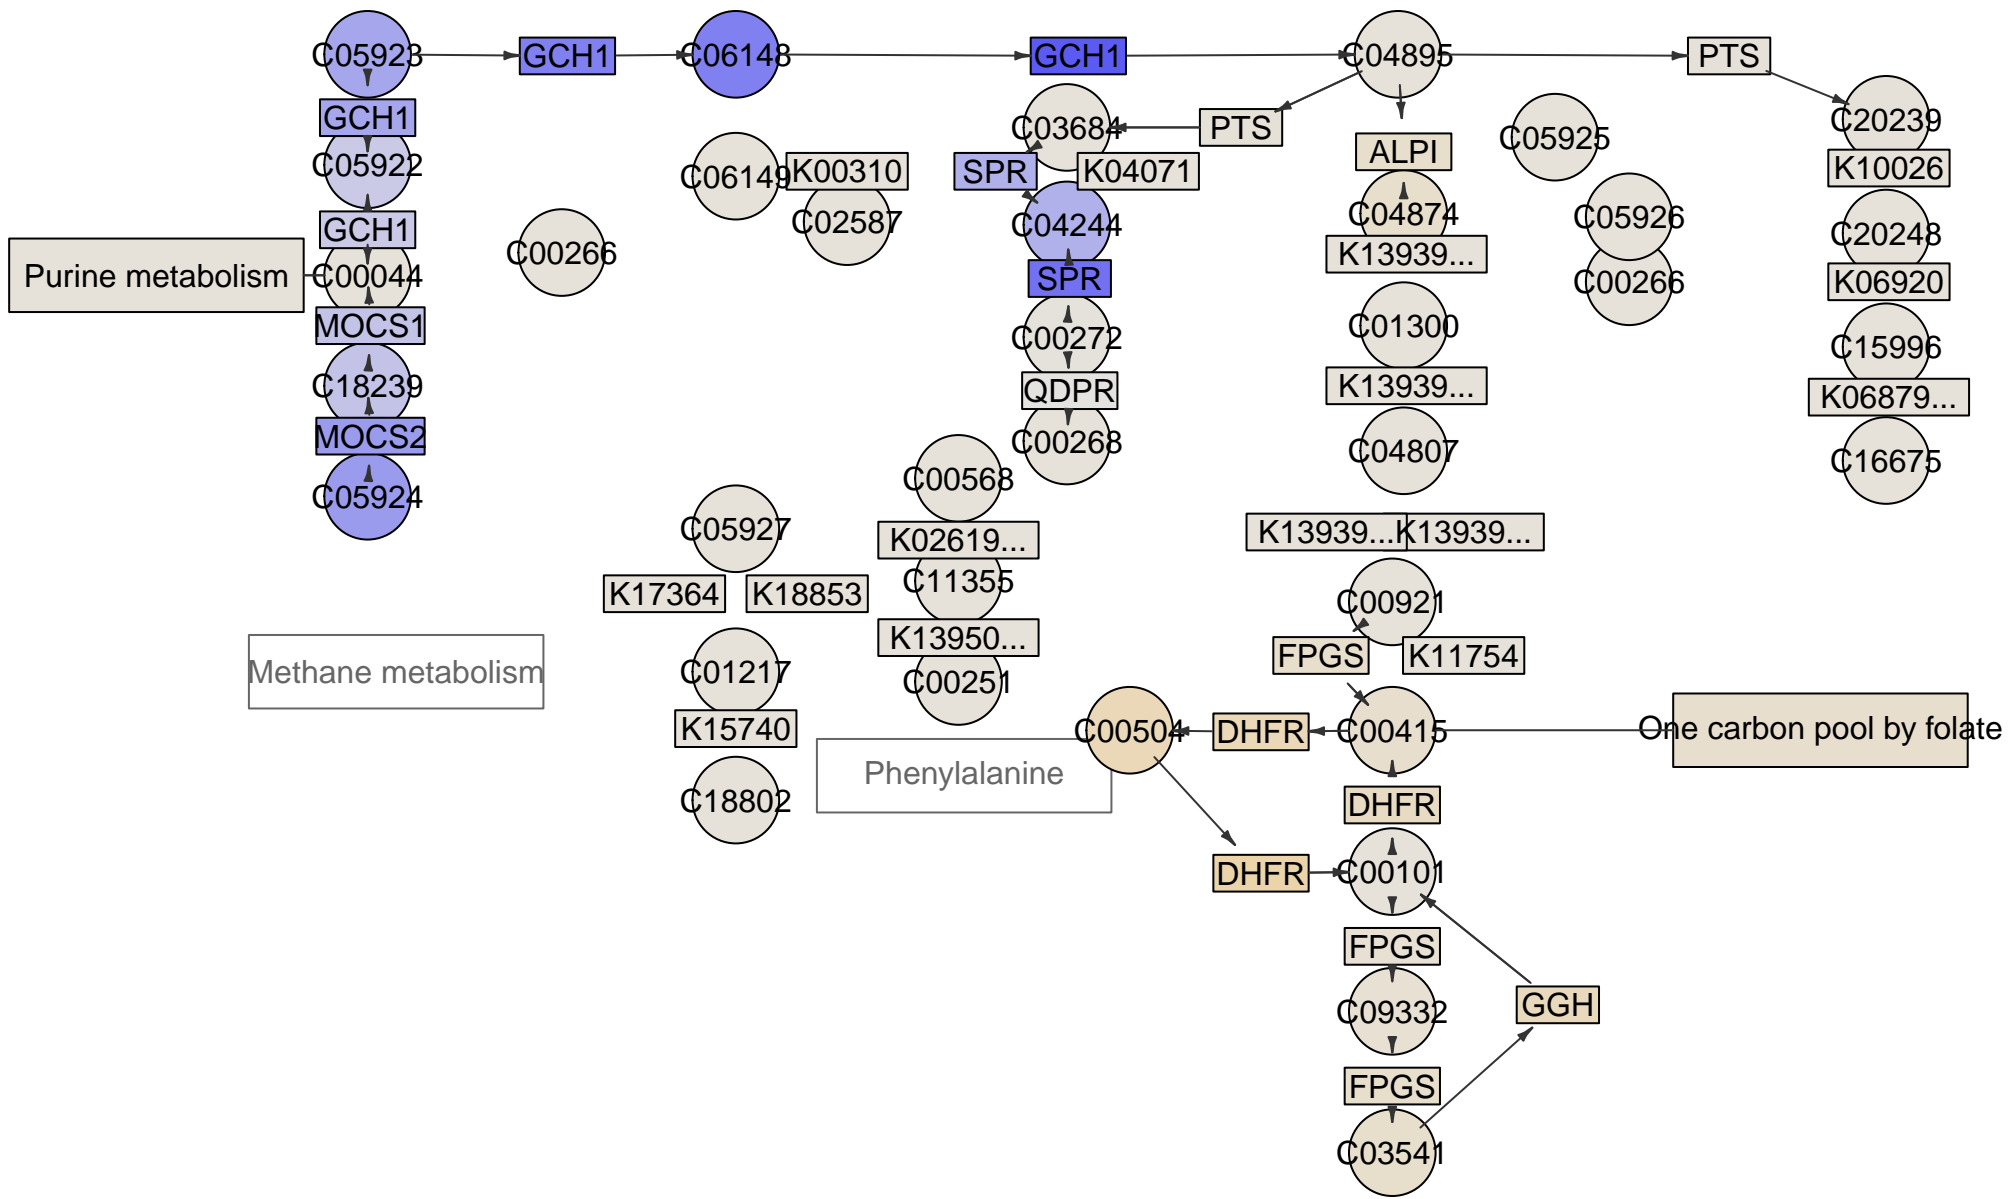 C05923
GCH1
C06148
GCH1
C04895
PTS
GCH1
C03684
PTS
C05925
C20239
C05922
C06149
K00310
SPR
K04071
ALPI
K10026
GCH1
C02587
C04244
C04874
C05926
C20248
Purine metabolism
C00044
C00266
SPR
K13939...
C00266
K06920
MOCS1
C00272
C01300
C15996
C18239
QDPR
K13939...
K06879...
MOCS2
C00268
C04807
C16675
C05924
C00568
C05927
K02619...
K13939...
K13939...
K17364
K18853
C11355
C00921
Methane metabolism
C01217
K13950...
FPGS
K11754
C00251
K15740
C00504
DHFR
C00415
One carbon pool by folate
Phenylalanine
C18802
DHFR
DHFR
C00101
FPGS
C09332
GGH
FPGS
C03541